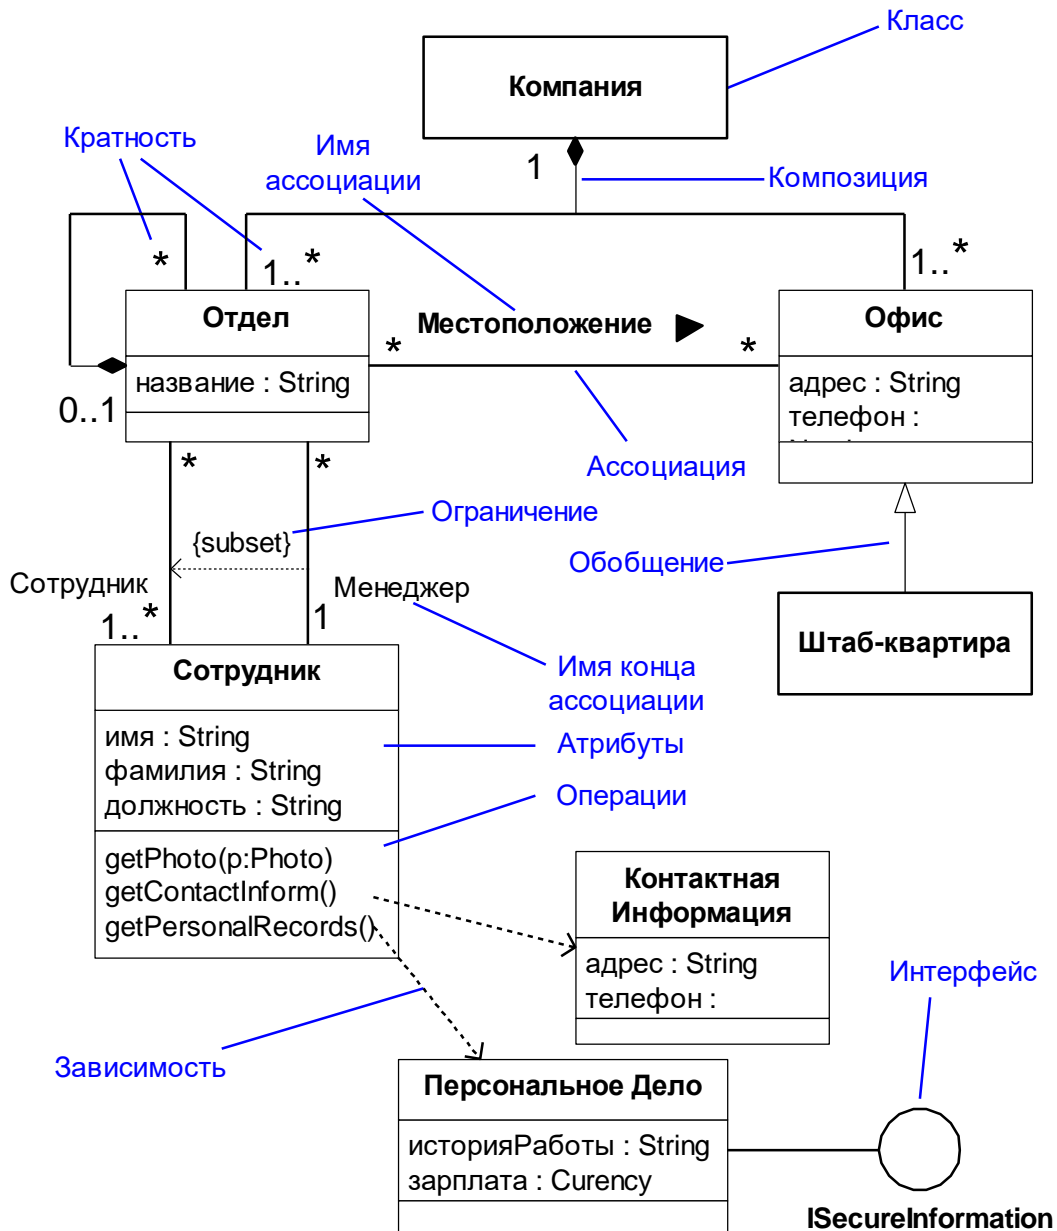 Класс
Компания
Кратность
Имя
ассоциации
1
Композиция
*
1..*
1..*
Отдел
Местоположение
Офис
*
*
название : String
адрес : String
телефон :
0..1
*
*
Ассоциация
Ограничение
{subset}
Обобщение
Сотрудник
Менеджер
1..*
1
Штаб-квартира
Сотрудник
Имя конца
ассоциации
имя : String
фамилия : String
должность : String
Атрибуты
Операции
getPhoto(p:Photo)
getContactInform()
getPersonalRecords()
Контактная
Информация
адрес : String
телефон :
Интерфейс
Зависимость
Персональное Дело
историяРаботы : String
зарплата : Curency
ISecureInformation